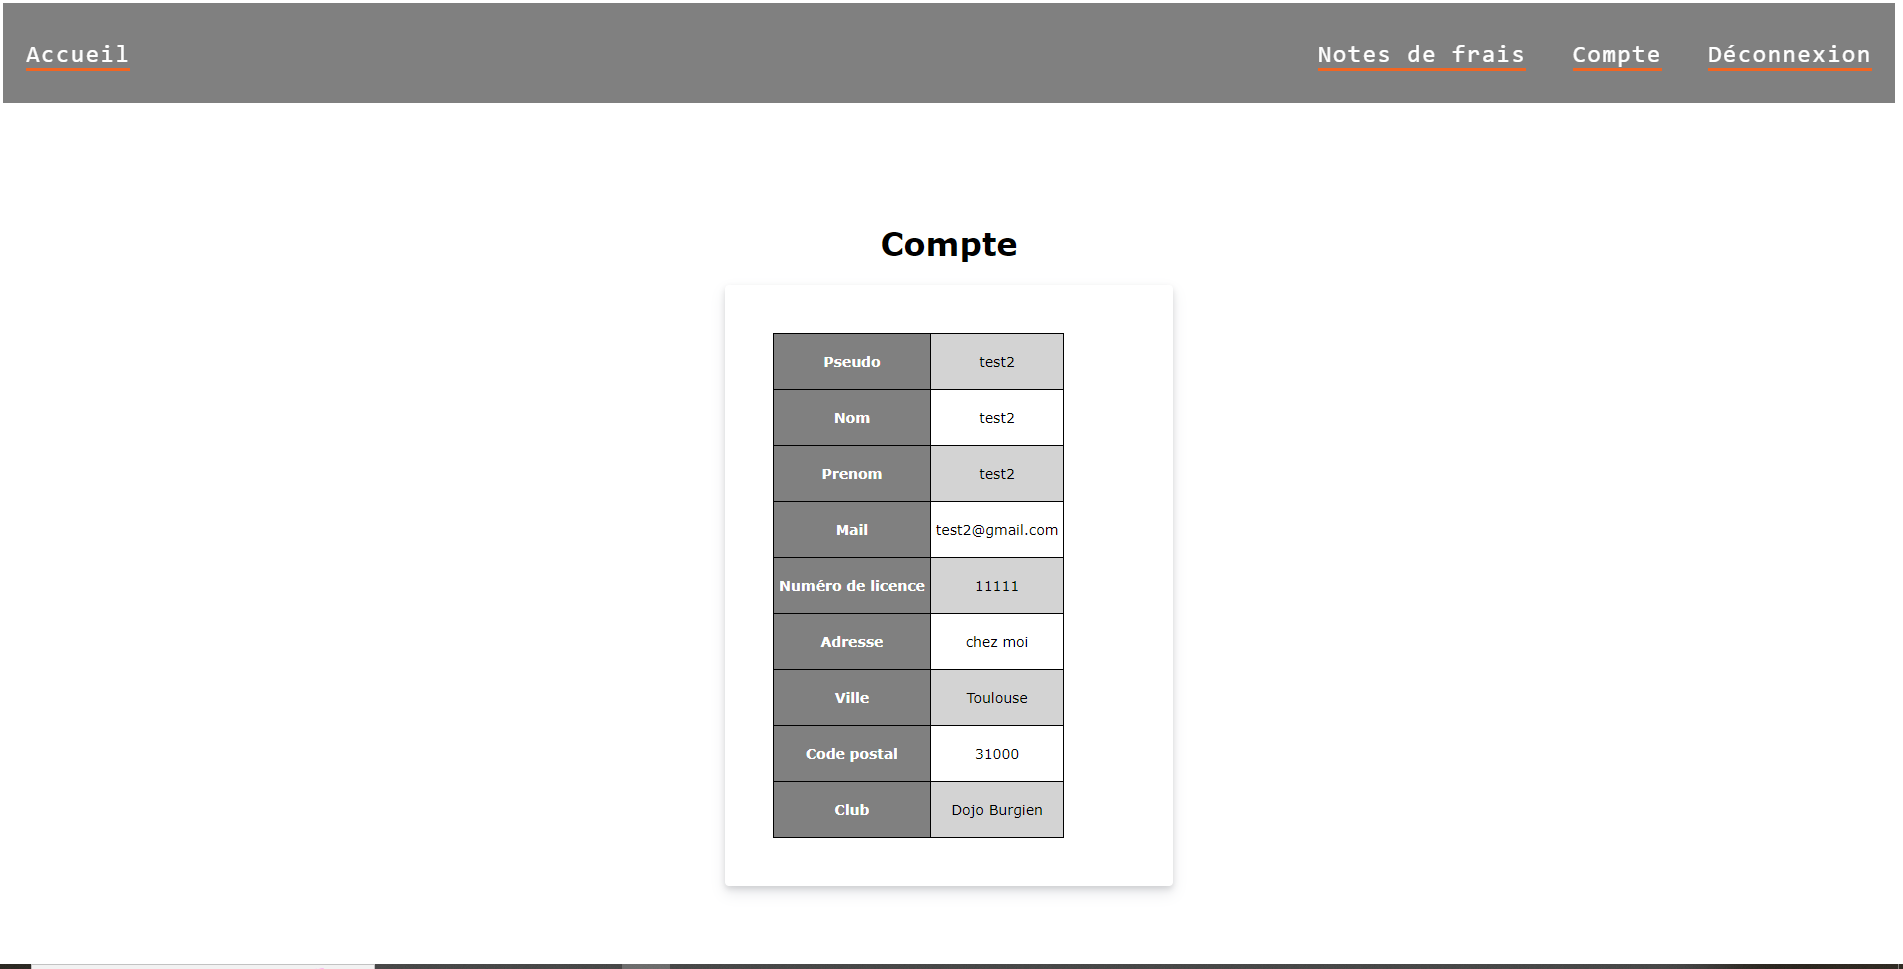 Accueil Notes de frais Compte Déconnexion
Compte
Pseudo test2
Nom test2
Prenom test2
Mail test2@gmail.com
Numéro de licence 11111
Adresse chez moi
Ville Toulouse
Code postal 31000
Club Dojo Burgien